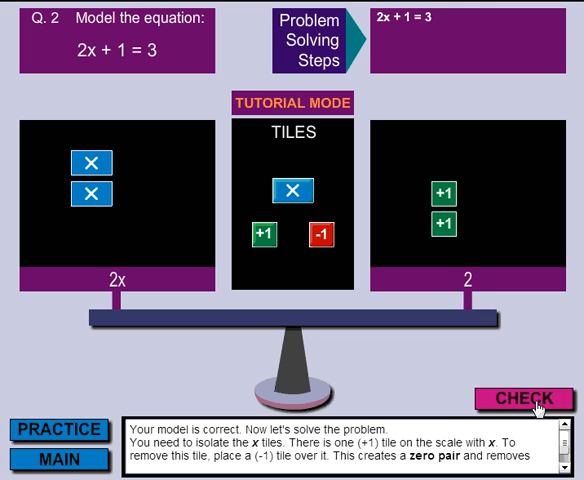 Q. 2 Model the equation:
2x + 1 = 3
Problem
Solving
Steps
2x + 1 = 3
TUTORIAL MODE
TILES
X
X
X
+1
-1
+1
+1
2x
2
CHECK
PRACTICE
MAIN
Your model is correct. Now let's solve the problem.
You need to isolate the x tiles. There is one (+1) tile on the scale with x. To
remove this tile, place a (-1) tile over it. This creates a zero pair and removes